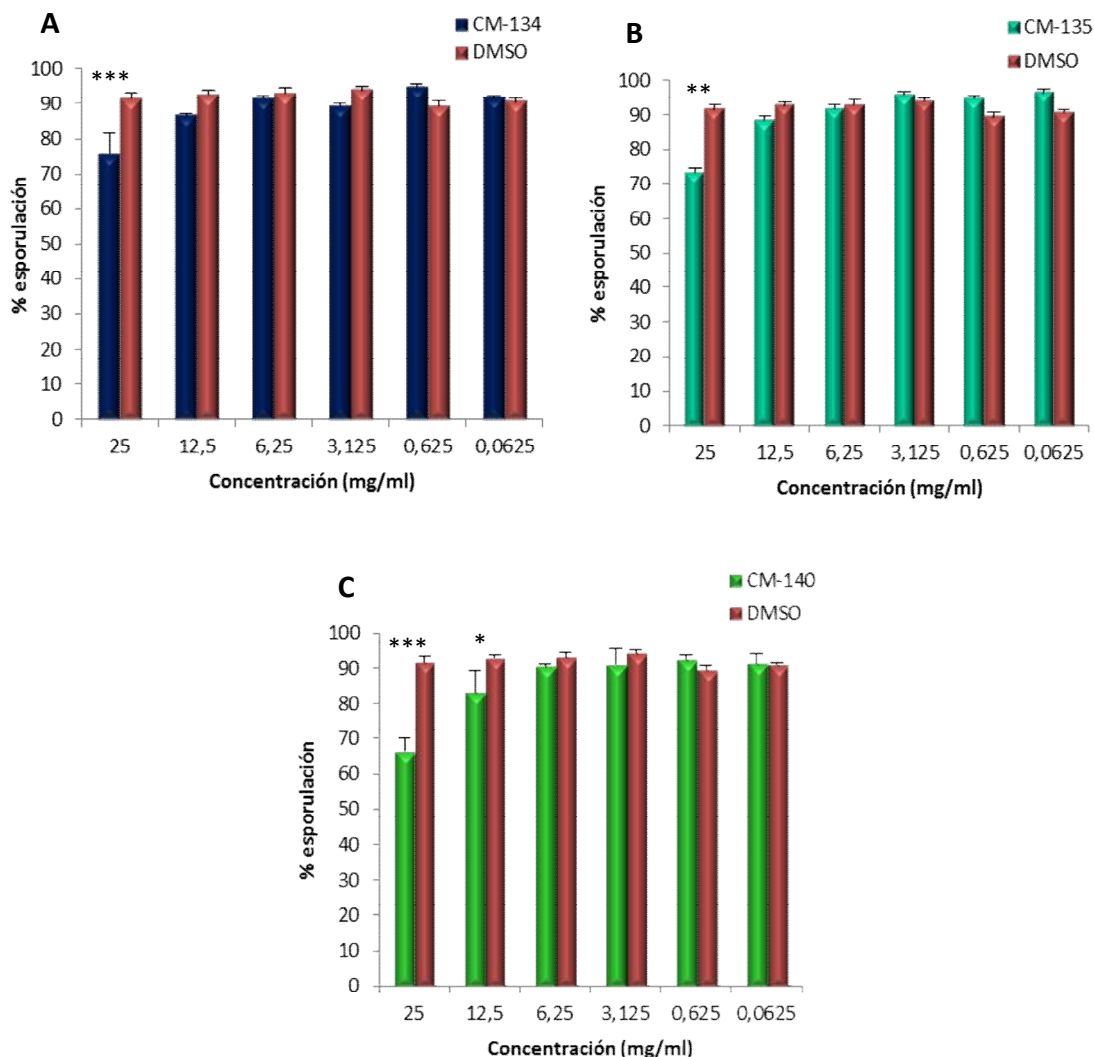 A
CM-134
DMSO
***
100
90
80
70
60
50
40
30
20
10
0
% esporulación
25 12,5 6,25 3,125 0,625 0,0625
Concentración (mg/ml)
B
CM-135
DMSO
**
100
90
80
70
60
50
40
30
20
10
0
% esporulación
25 12,5 6,25 3,125 0,625 0,0625
Concentración (mg/ml)
C
CM-140
DMSO
*** *
100
90
80
70
60
50
40
30
20
10
0
% esporulación
25 12,5 6,25 3,125 0,625 0,0625
Concentración (mg/ml)